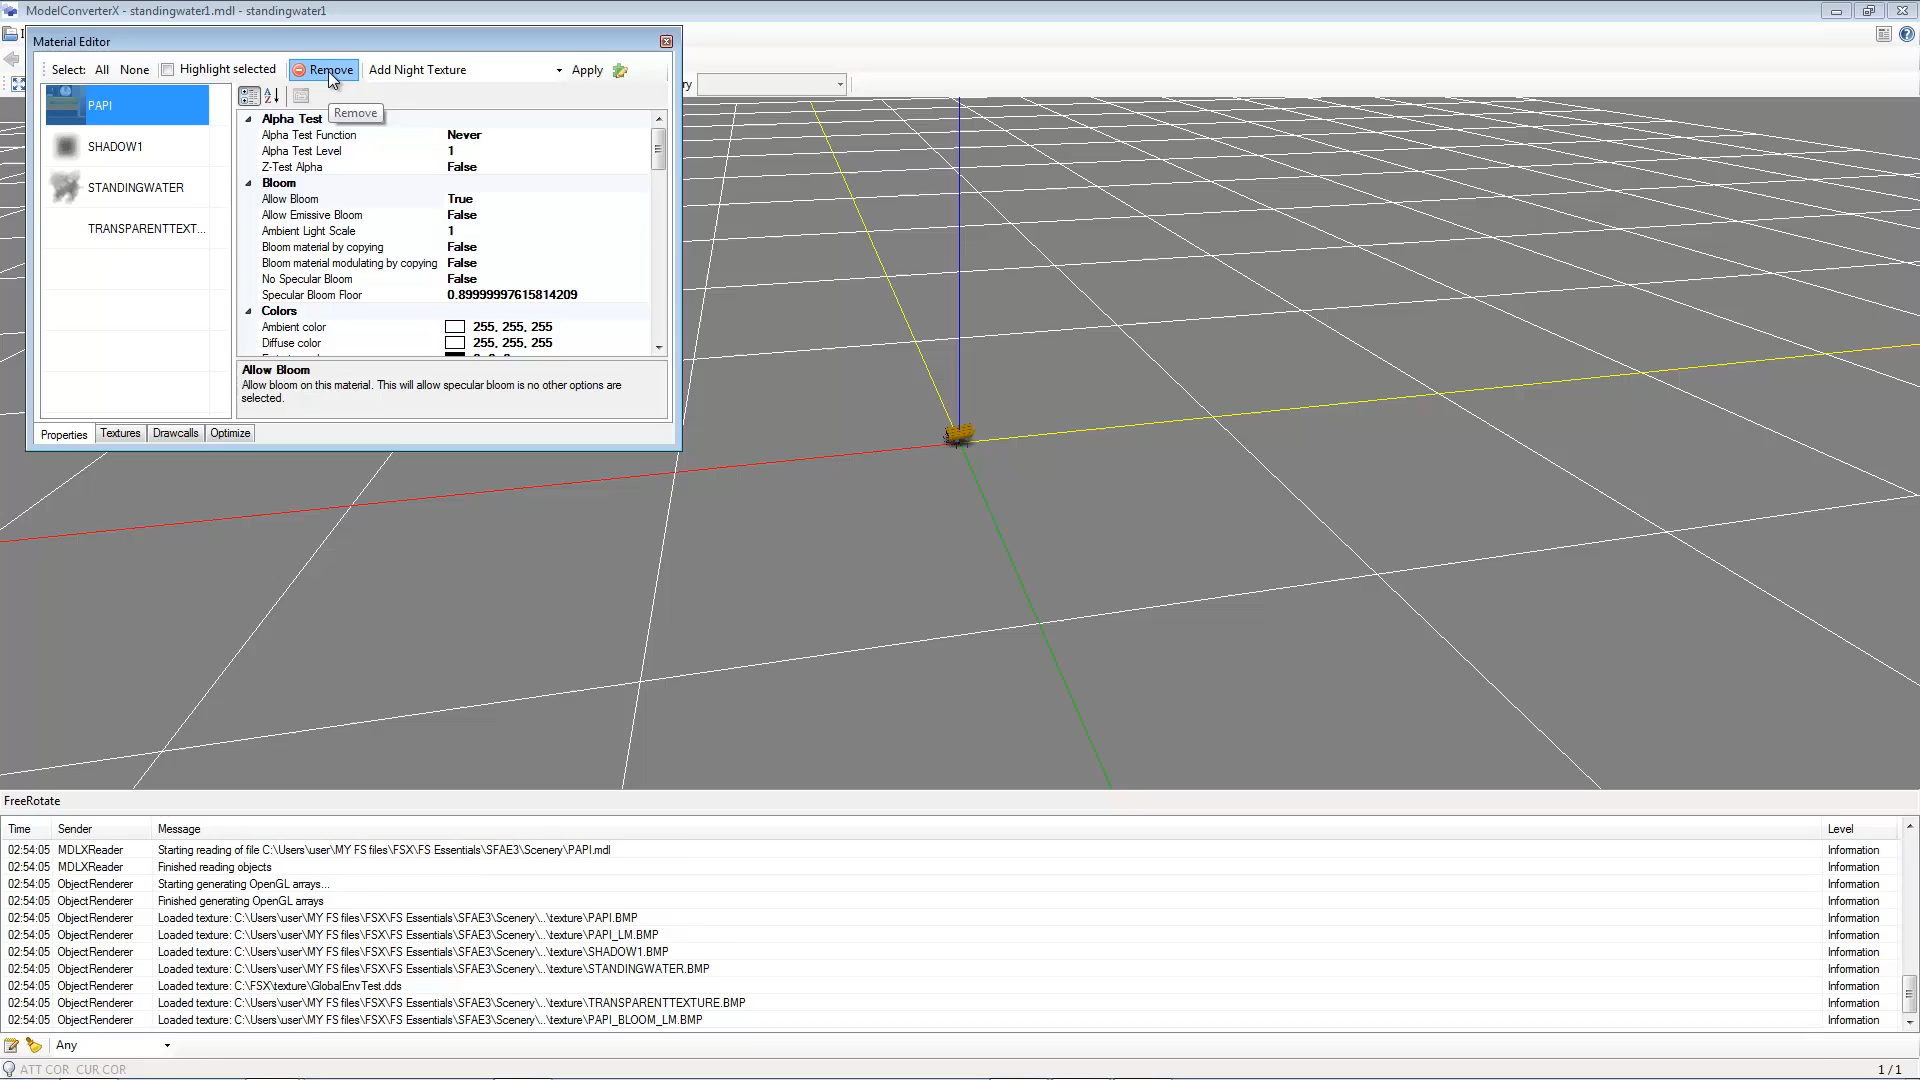 ModelConverterX - standingwater1.mdl - standingwater1
Material Editor
Select: All None Highlight selected Remove Add Night Texture Apply
Remove
PAPI
SHADOW1
STANDINGWATER
TRANSPARENTTEXT...
Alpha Test
Alpha Test Function Never
Alpha Test Level 1
Z-Test Alpha False
Bloom
Allow Bloom True
Allow Emissive Bloom False
Ambient Light Scale 1
Bloom material by copying False
Bloom material modulating by copying False
No Specular Bloom False
Specular Bloom Floor 0.89999997615814209
Colors
Ambient color 255, 255, 255
Diffuse color 255, 255, 255
Allow Bloom
Allow bloom on this material. This will allow specular bloom is no other options are
selected.
Properties Textures Drawcalls Optimize
FreeRotate
Time Sender Message Level
02:54:05 MDLXReader Starting reading of file C:\Users\user\MY FS files\FSX\FS Essentials\SFAE3\Scenery\PAPI.mdl Information
02:54:05 MDLXReader Finished reading objects Information
02:54:05 ObjectRenderer Starting generating OpenGL arrays... Information
02:54:05 ObjectRenderer Finished generating OpenGL arrays Information
02:54:05 ObjectRenderer Loaded texture: C:\Users\user\MY FS files\FSX\FS Essentials\SFAE3\Scenery\..\texture\PAPI.BMP Information
02:54:05 ObjectRenderer Loaded texture: C:\Users\user\MY FS files\FSX\FS Essentials\SFAE3\Scenery\..\texture\PAPI_LM.BMP Information
02:54:05 ObjectRenderer Loaded texture: C:\Users\user\MY FS files\FSX\FS Essentials\SFAE3\Scenery\..\texture\SHADOW1.BMP Information
02:54:05 ObjectRenderer Loaded texture: C:\Users\user\MY FS files\FSX\FS Essentials\SFAE3\Scenery\..\texture\STANDINGWATER.BMP Information
02:54:05 ObjectRenderer Loaded texture: C:\FSX\texture\GlobalEnvTest.dds Information
02:54:05 ObjectRenderer Loaded texture: C:\Users\user\MY FS files\FSX\FS Essentials\SFAE3\Scenery\..\texture\TRANSPARENTTEXTURE.BMP Information
02:54:05 ObjectRenderer Loaded texture: C:\Users\user\MY FS files\FSX\FS Essentials\SFAE3\Scenery\..\texture\PAPI_BLOOM_LM.BMP Information
Any
ATT COR CUR COR 1 / 1